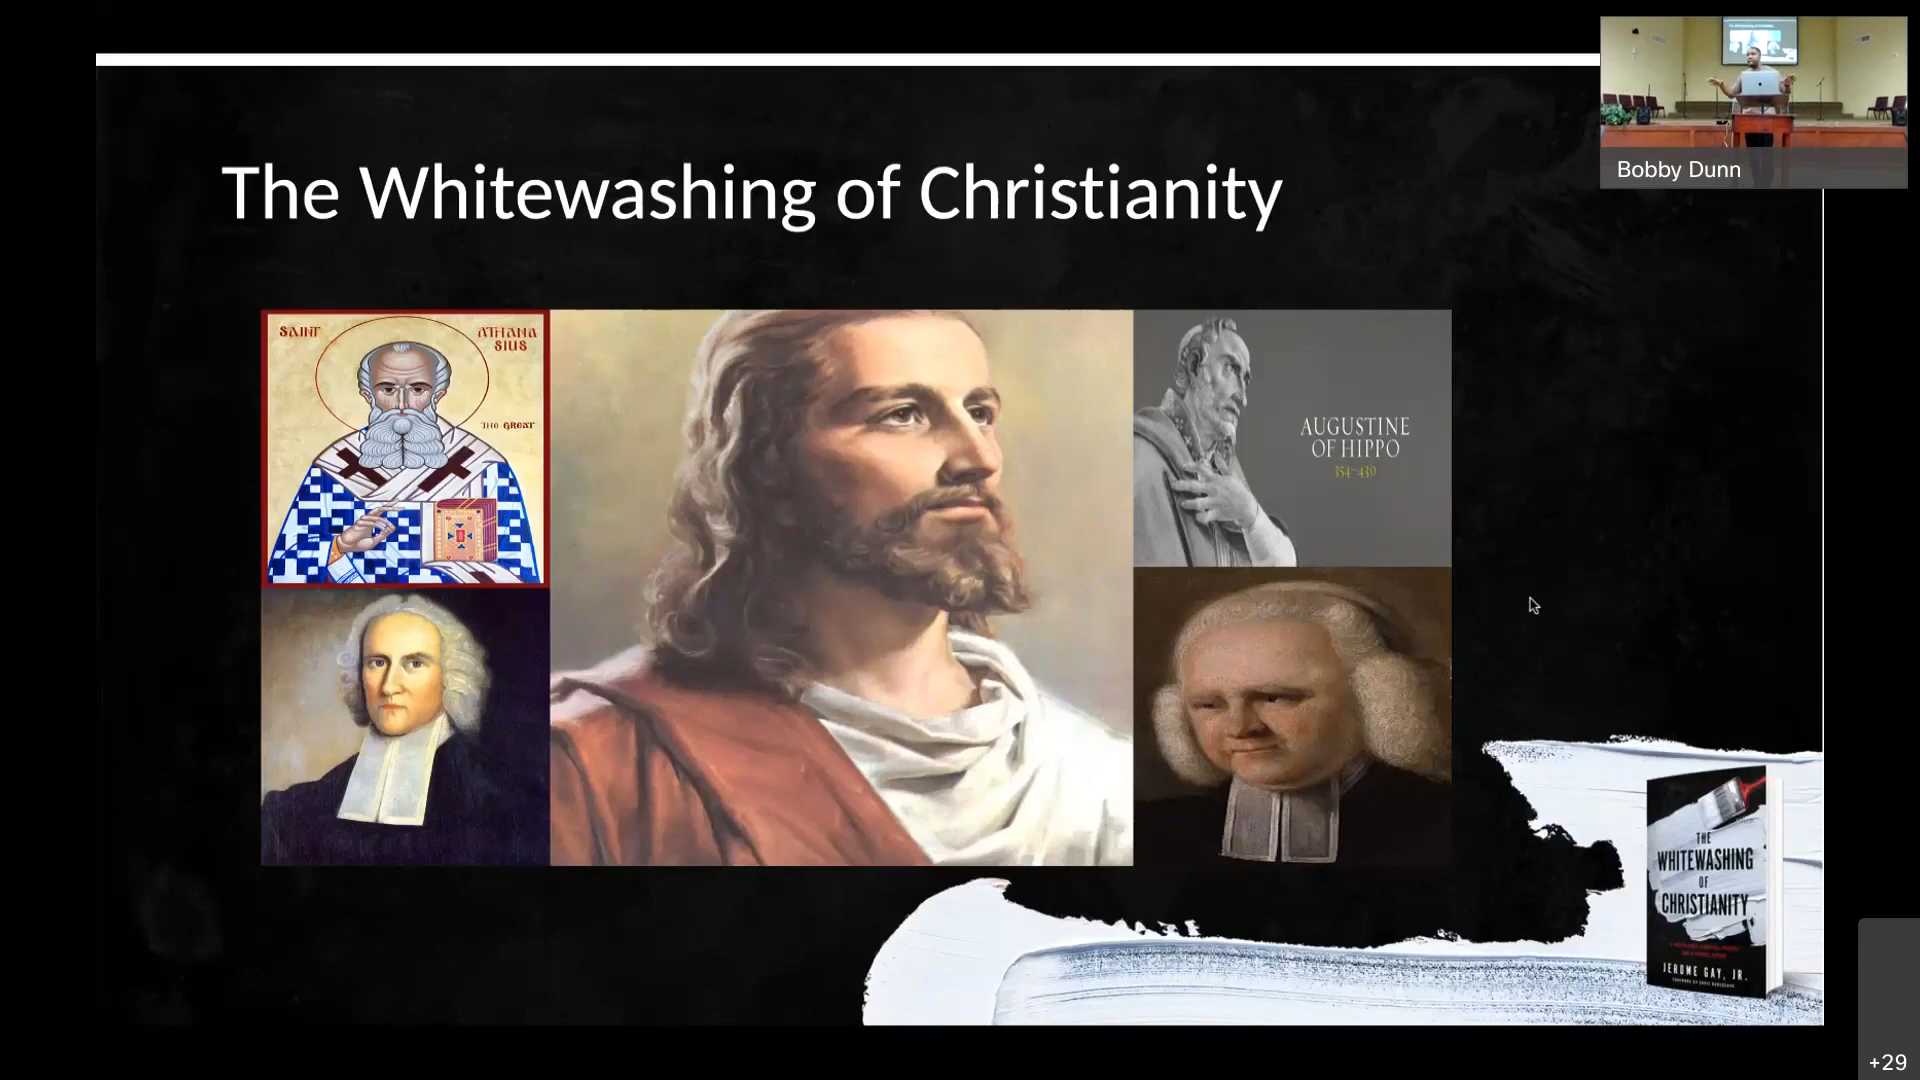 The Whitewashing of Christianity
Bobby Dunn
SAINT
ATHANA
SIUS
THE GREAT
AUGUSTINE
OF HIPPO
354–430
THE
WHITEWASHING
OF
CHRISTIANITY
JEROME GAY, JR.
+29